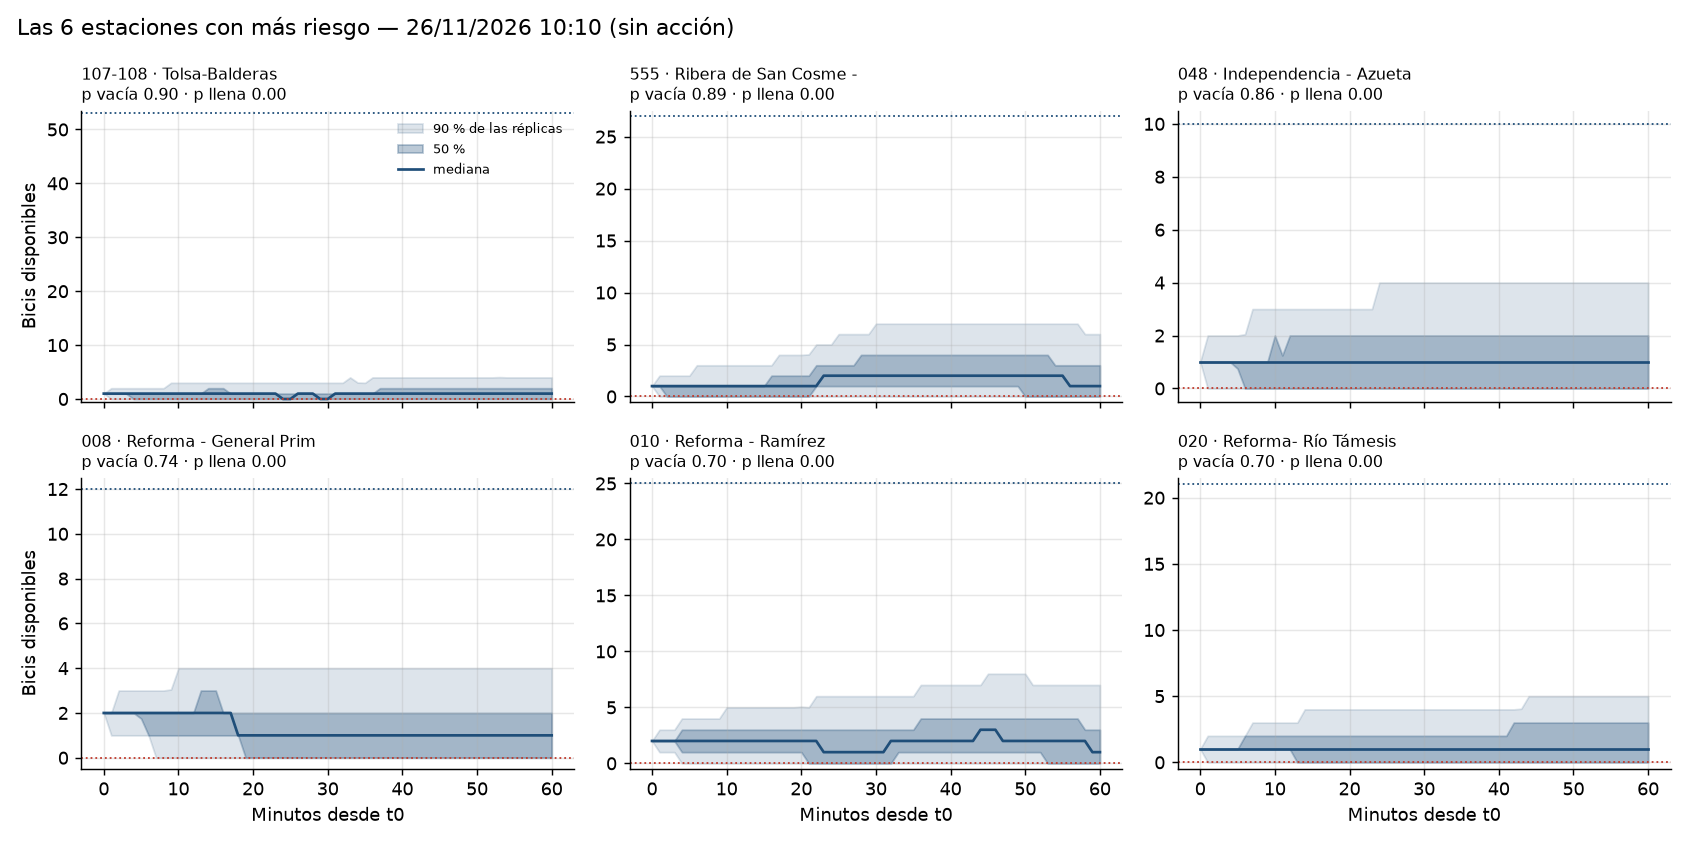 Las 6 estaciones con más riesgo — 26/11/2026 10:10 (sin acción)
107-108 · Tolsa-Balderas
p vacía 0.90 · p llena 0.00
90 % de las réplicas
50 %
mediana
Bicis disponibles
50
40
30
20
10
0
555 · Ribera de San Cosme -
p vacía 0.89 · p llena 0.00
25
20
15
10
5
0
048 · Independencia - Azueta
p vacía 0.86 · p llena 0.00
10
8
6
4
2
0
008 · Reforma - General Prim
p vacía 0.74 · p llena 0.00
Bicis disponibles
12
10
8
6
4
2
0
0 10 20 30 40 50 60
Minutos desde t0
010 · Reforma - Ramírez
p vacía 0.70 · p llena 0.00
25
20
15
10
5
0
0 10 20 30 40 50 60
Minutos desde t0
020 · Reforma- Río Támesis
p vacía 0.70 · p llena 0.00
20
15
10
5
0
0 10 20 30 40 50 60
Minutos desde t0